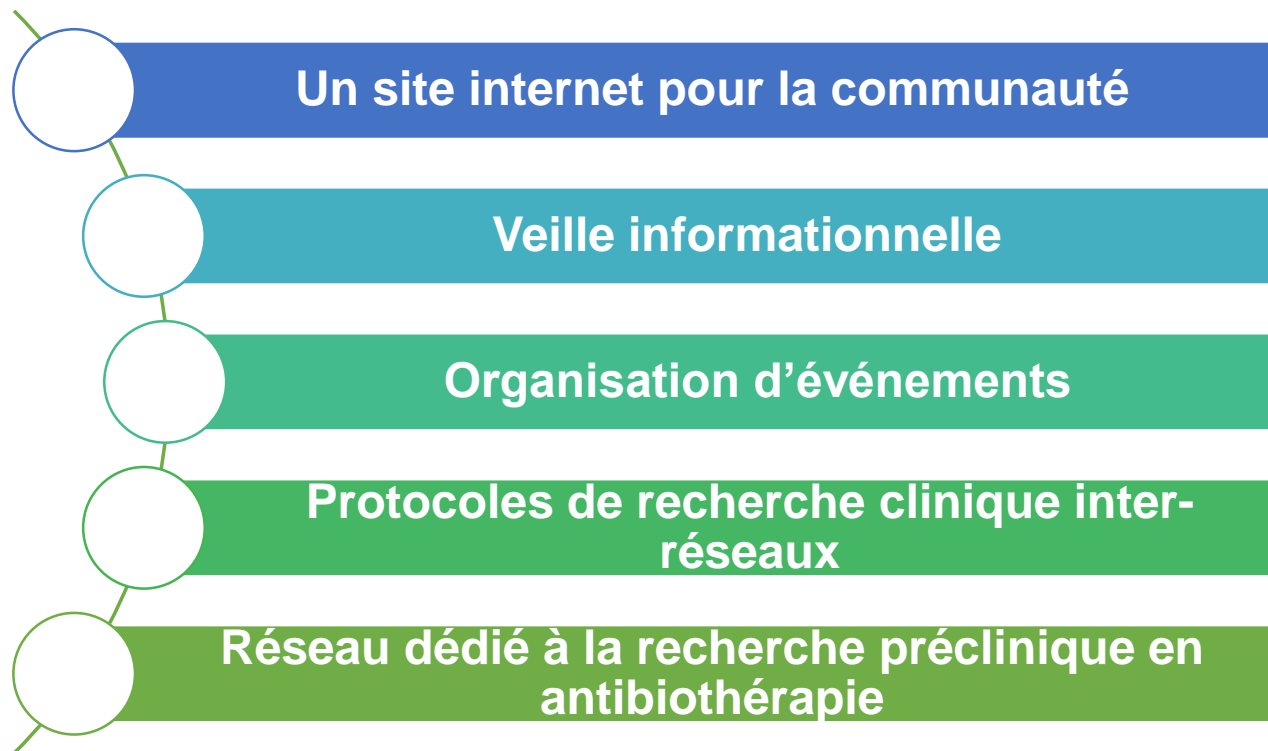 Un site internet pour la communauté
Veille informationnelle
Organisation d’événements
Protocoles de recherche clinique inter-
réseaux
Réseau dédié à la recherche préclinique en
antibiothérapie